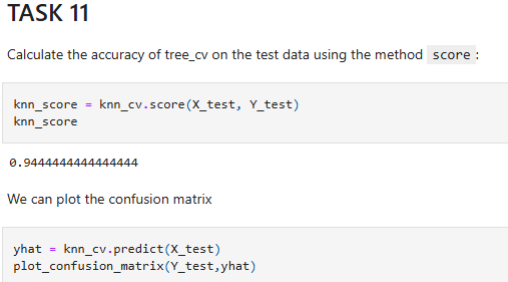 TASK 11
Calculate the accuracy of tree_cv on the test data using the method score :
knn_score = knn_cv.score(X_test, Y_test)
knn_score
0.9444444444444444
We can plot the confusion matrix
yhat = knn_cv.predict(X_test)
plot_confusion_matrix(Y_test,yhat)